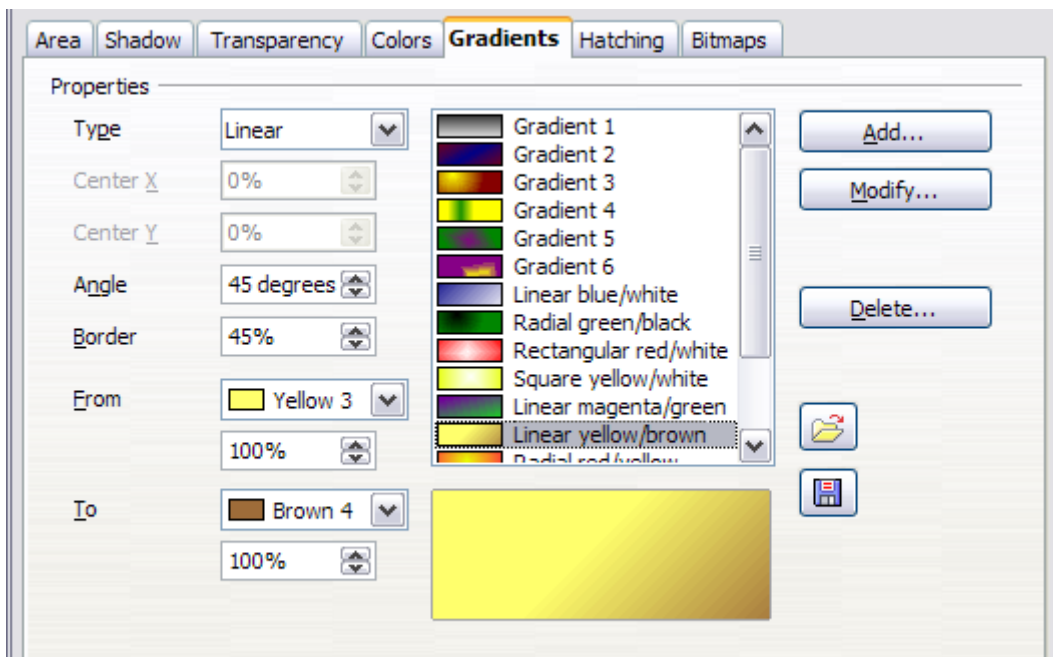 Area Shadow Transparency Colors Gradients Hatching Bitmaps
Properties
Type Linear
Center X 0%
Center Y 0%
Angle 45 degrees
Border 45%
From Yellow 3
100%
To Brown 4
100%
Gradient 1
Gradient 2
Gradient 3
Gradient 4
Gradient 5
Gradient 6
Linear blue/white
Radial green/black
Rectangular red/white
Square yellow/white
Linear magenta/green
Linear yellow/brown
Radial red/yellow
Add...
Modify...
Delete...